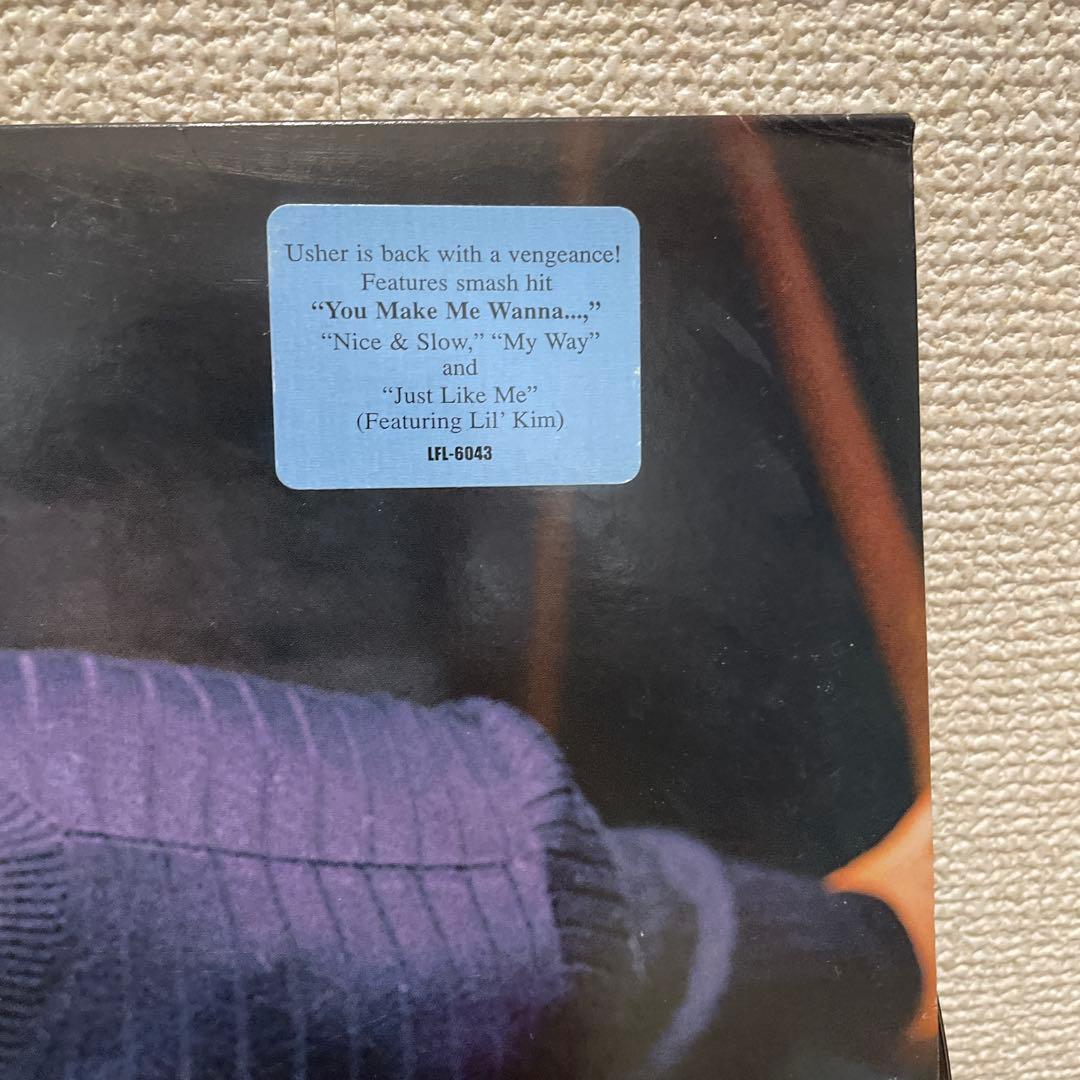 Usher is back with a vengeance!
Features smash hit
“You Make Me Wanna...,”
“Nice & Slow,” “My Way”
and
“Just Like Me”
(Featuring Lil’ Kim)
LFL-6043